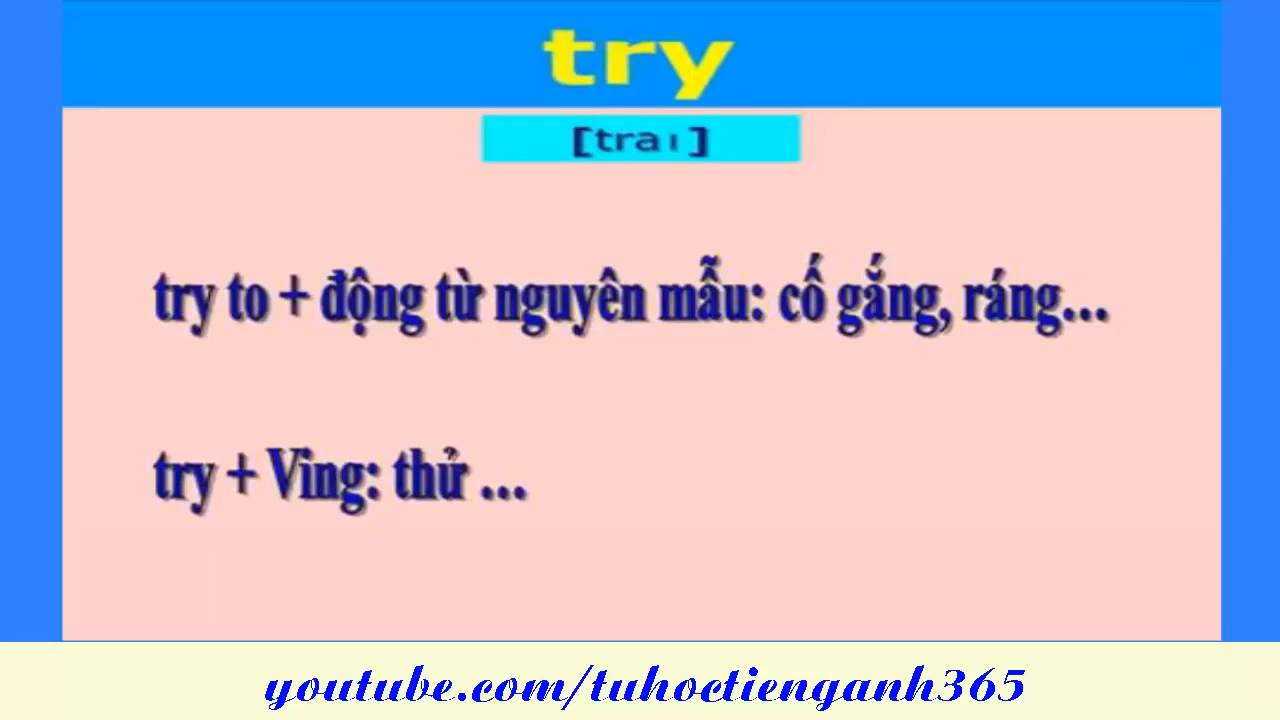 try
[traɪ]
try to + động từ nguyên mẫu: cố gắng, ráng...
try + Ving: thử ...
youtube.com/tuhoctienganh365